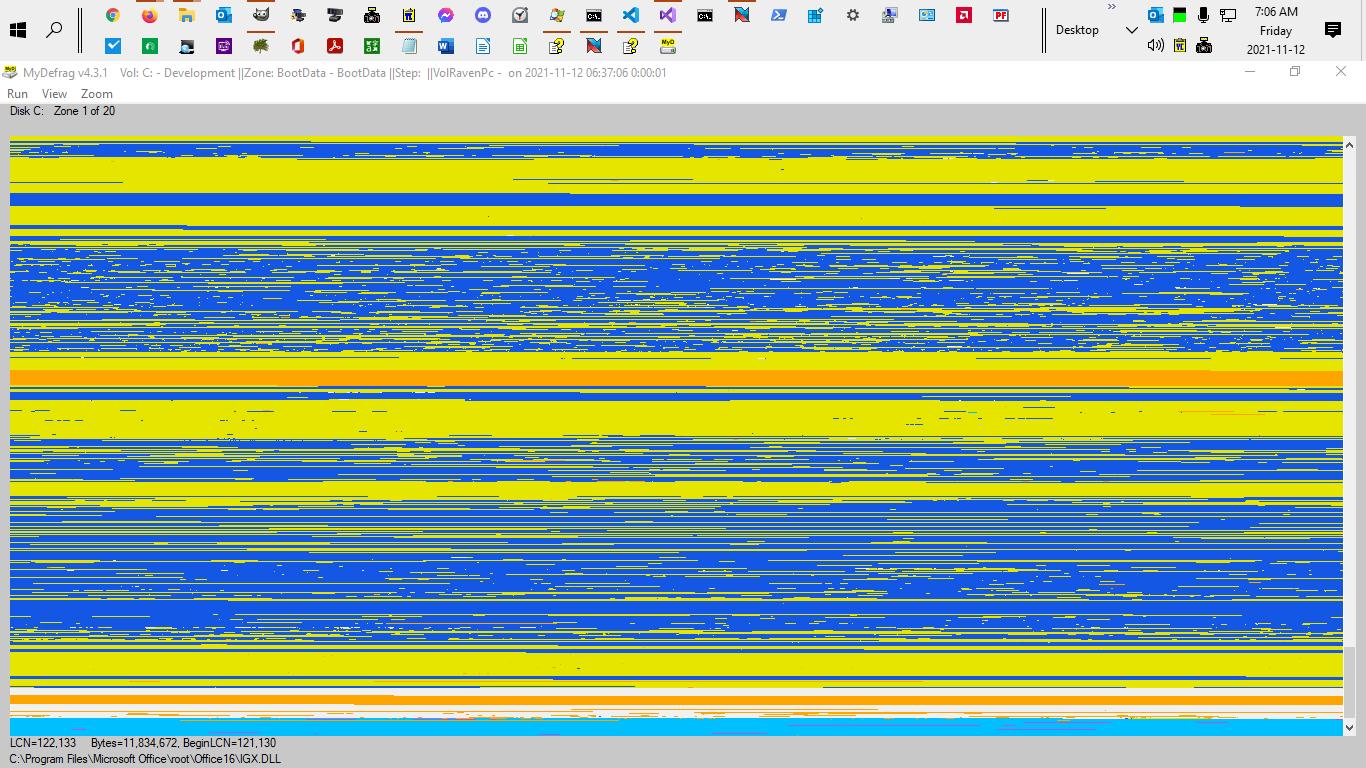 7:06 AM
Friday
2021-11-12
Desktop
MyDefrag v4.3.1 Vol: C: - Development ||Zone: BootData - BootData ||Step: ||VolRavenPc - on 2021-11-12 06:37:06 0:00:01
Run View Zoom
Disk C: Zone 1 of 20
LCN=122,133 Bytes=11,834,672, BeginLCN=121,130
C:\Program Files\Microsoft Office\root\Office16\IGX.DLL